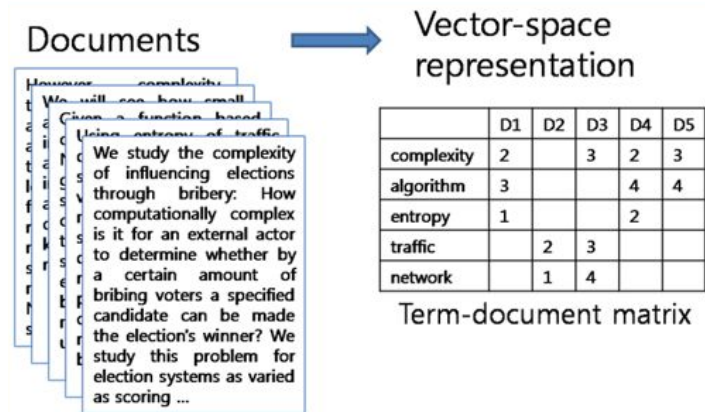 Documents
Vector-space
representation
However complexity
We will see how small
Given a function based
Using entropy of traffic
We study the complexity
of influencing elections
through bribery: How
computationally complex
is it for an external actor
to determine whether by
a certain amount of
bribing voters a specified
candidate can be made
the election's winner? We
study this problem for
election systems as varied
as scoring ...
D1 D2 D3 D4 D5
complexity 2 3 2 3
algorithm 3 4 4
entropy 1 2
traffic 2 3
network 1 4
Term-document matrix